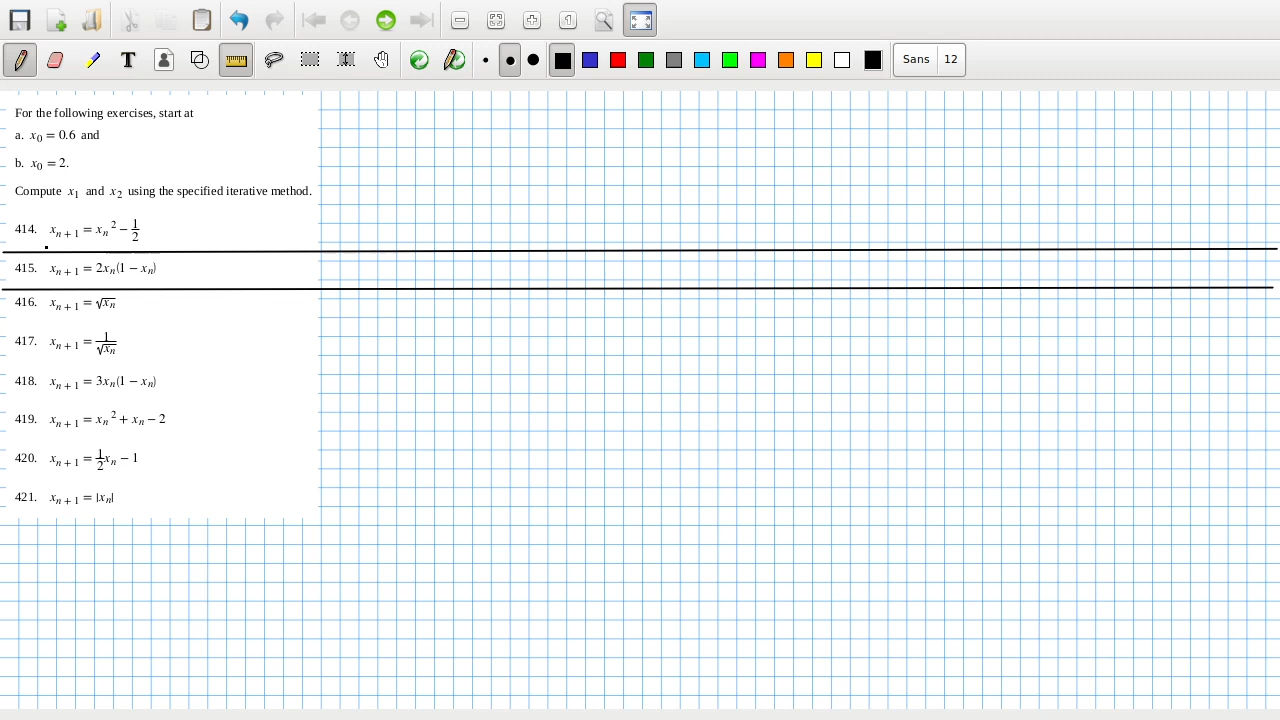 Sans 12
For the following exercises, start at
a. x₀ = 0.6 and
b. x₀ = 2.
Compute x₁ and x₂ using the specified iterative method.
414. xₙ₊₁ = xₙ² − 1/2
415. xₙ₊₁ = 2xₙ(1 − xₙ)
416. xₙ₊₁ = √xₙ
417. xₙ₊₁ = 1/√xₙ
418. xₙ₊₁ = 3xₙ(1 − xₙ)
419. xₙ₊₁ = xₙ² + xₙ − 2
420. xₙ₊₁ = 1/2 xₙ − 1
421. xₙ₊₁ = |xₙ|